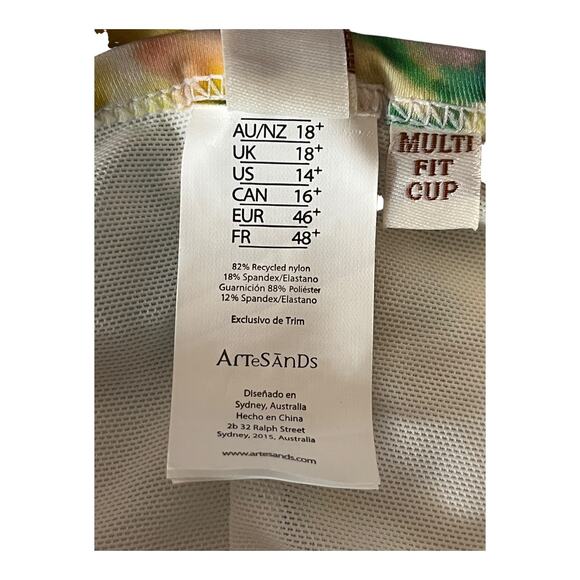 AU/NZ 18+
UK 18+
US 14+
CAN 16+
EUR 46+
FR 48+
82% Recycled nylon
18% Spandex/Elastano
Guarnición 88% Poliéster
12% Spandex/Elastano
Exclusivo de Trim
ARTeSĀNDS
Diseñado en
Sydney, Australia
Hecho en China
2b 32 Ralph Street
Sydney, 2015, Australia
www.artesands.com
MULTI
FIT
CUP